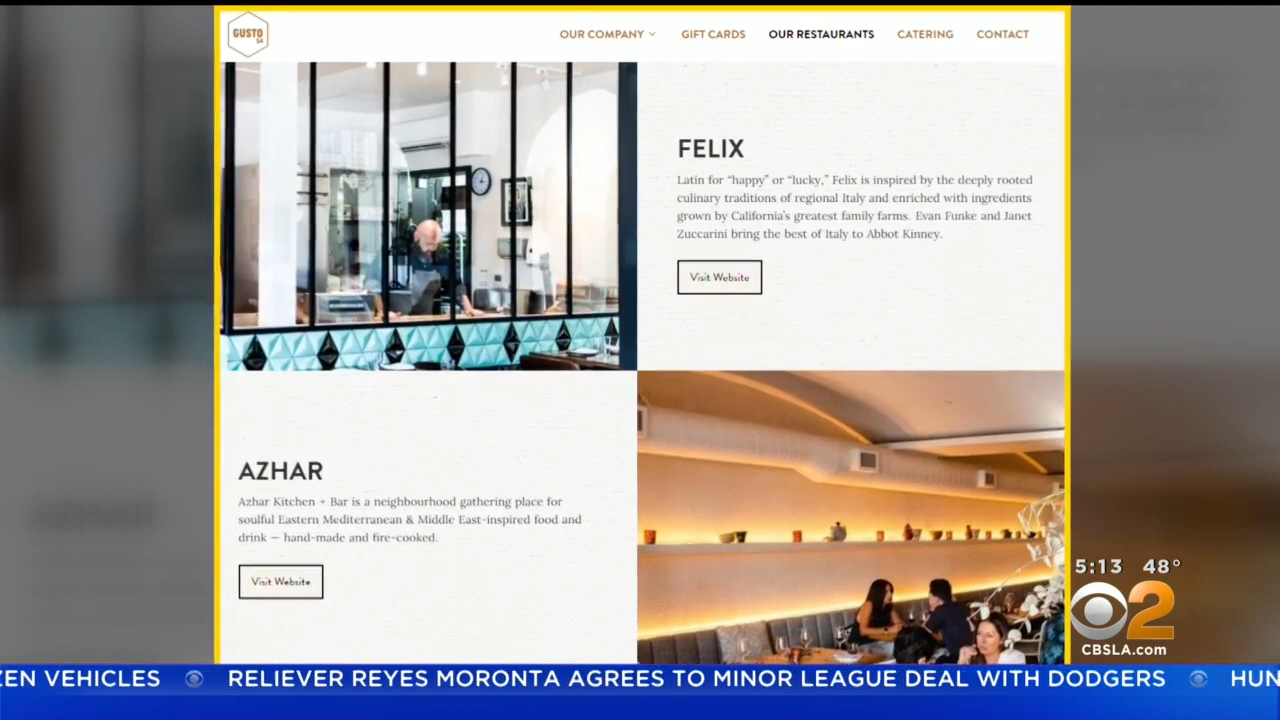 GUSTO
54
OUR COMPANY
GIFT CARDS
OUR RESTAURANTS
CATERING
CONTACT
FELIX
Latin for “happy” or “lucky,” Felix is inspired by the deeply rooted
culinary traditions of regional Italy and enriched with ingredients
grown by California’s greatest family farms. Evan Funke and Janet
Zuccarini bring the best of Italy to Abbot Kinney.
Visit Website
AZHAR
Azhar Kitchen + Bar is a neighbourhood gathering place for
soulful Eastern Mediterranean & Middle East-inspired food and
drink — hand-made and fire-cooked.
Visit Website
5:13 48°
2
CBSLA.com
ZEN VEHICLES RELIEVER REYES MORONTA AGREES TO MINOR LEAGUE DEAL WITH DODGERS HUN